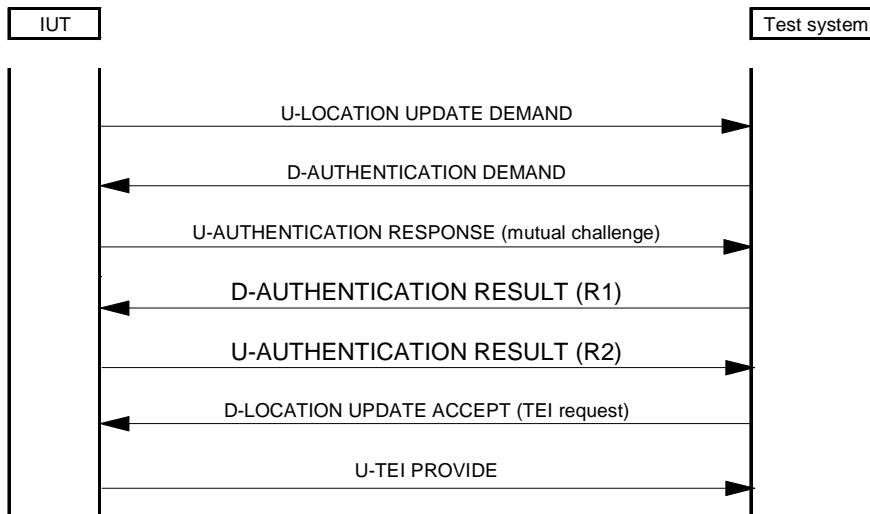 IUT
Test system
U-LOCATION UPDATE DEMAND
D-AUTHENTICATION DEMAND
U-AUTHENTICATION RESPONSE (mutual challenge)
D-AUTHENTICATION RESULT (R1)
U-AUTHENTICATION RESULT (R2)
D-LOCATION UPDATE ACCEPT (TEI request)
U-TEI PROVIDE